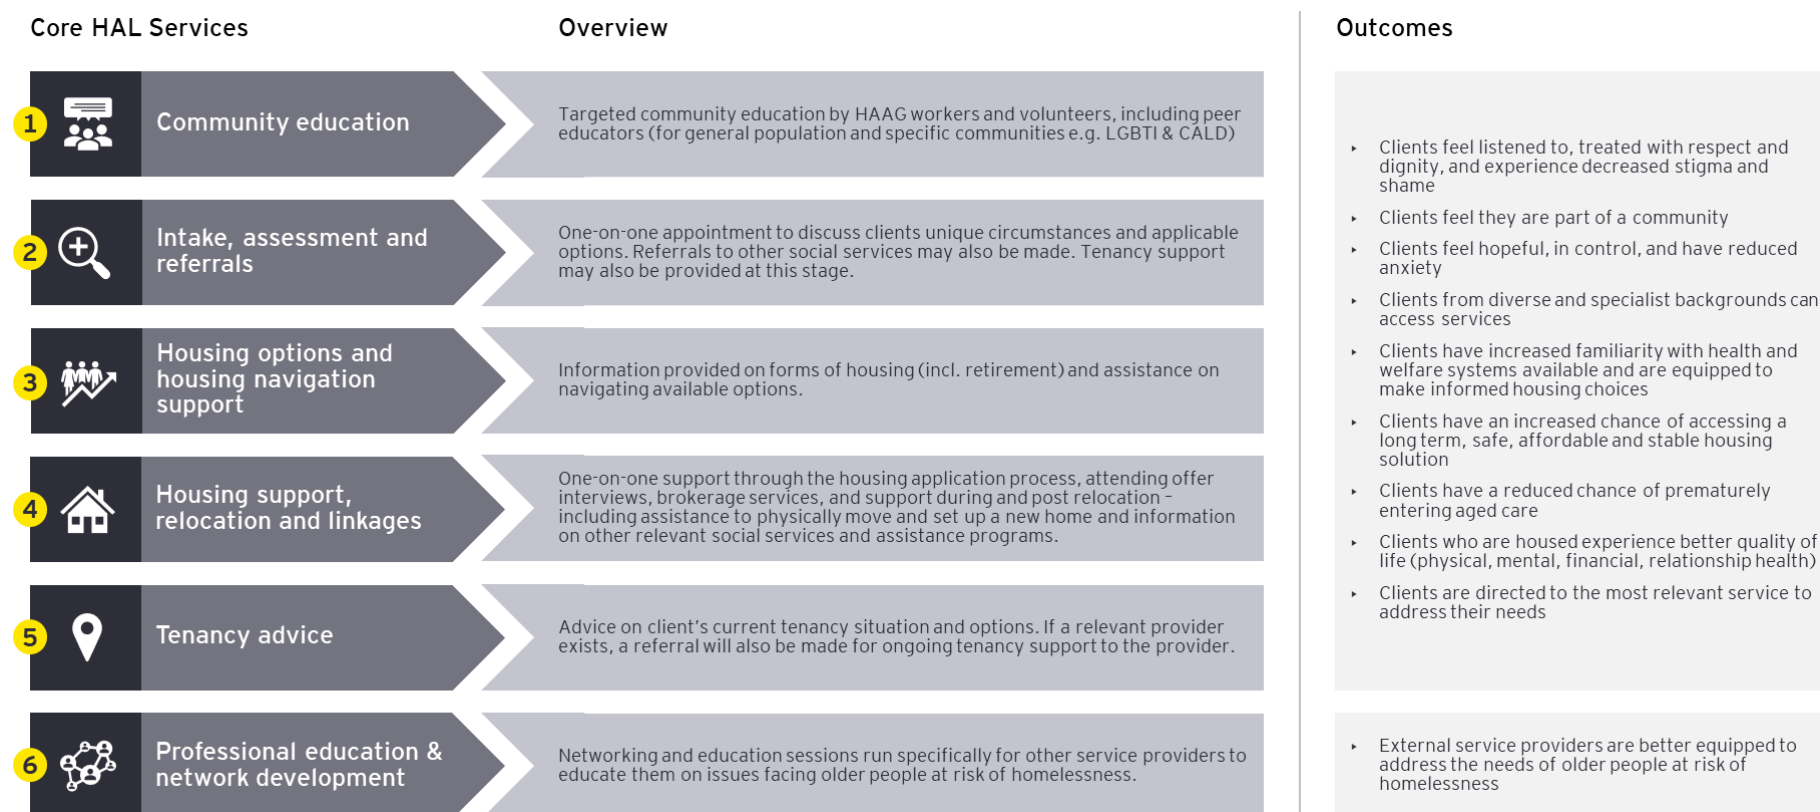 Core HAL Services
Overview
Outcomes
1
Community education
Targeted community education by HAAG workers and volunteers, including peer
educators (for general population and specific communities e.g. LGBTI & CALD)
2
Intake, assessment and
referrals
One-on-one appointment to discuss clients unique circumstances and applicable
options. Referrals to other social services may also be made. Tenancy support
may also be provided at this stage.
3
Housing options and
housing navigation
support
Information provided on forms of housing (incl. retirement) and assistance on
navigating available options.
4
Housing support,
relocation and linkages
One-on-one support through the housing application process, attending offer
interviews, brokerage services, and support during and post relocation –
including assistance to physically move and set up a new home and information
on other relevant social services and assistance programs.
5
Tenancy advice
Advice on client's current tenancy situation and options. If a relevant provider
exists, a referral will also be made for ongoing tenancy support to the provider.
6
Professional education &
network development
Networking and education sessions run specifically for other service providers to
educate them on issues facing older people at risk of homelessness.
‣ Clients feel listened to, treated with respect and
dignity, and experience decreased stigma and
shame
‣ Clients feel they are part of a community
‣ Clients feel hopeful, in control, and have reduced
anxiety
‣ Clients from diverse and specialist backgrounds can
access services
‣ Clients have increased familiarity with health and
welfare systems available and are equipped to
make informed housing choices
‣ Clients have an increased chance of accessing a
long term, safe, affordable and stable housing
solution
‣ Clients have a reduced chance of prematurely
entering aged care
‣ Clients who are housed experience better quality of
life (physical, mental, financial, relationship health)
‣ Clients are directed to the most relevant service to
address their needs
‣ External service providers are better equipped to
address the needs of older people at risk of
homelessness